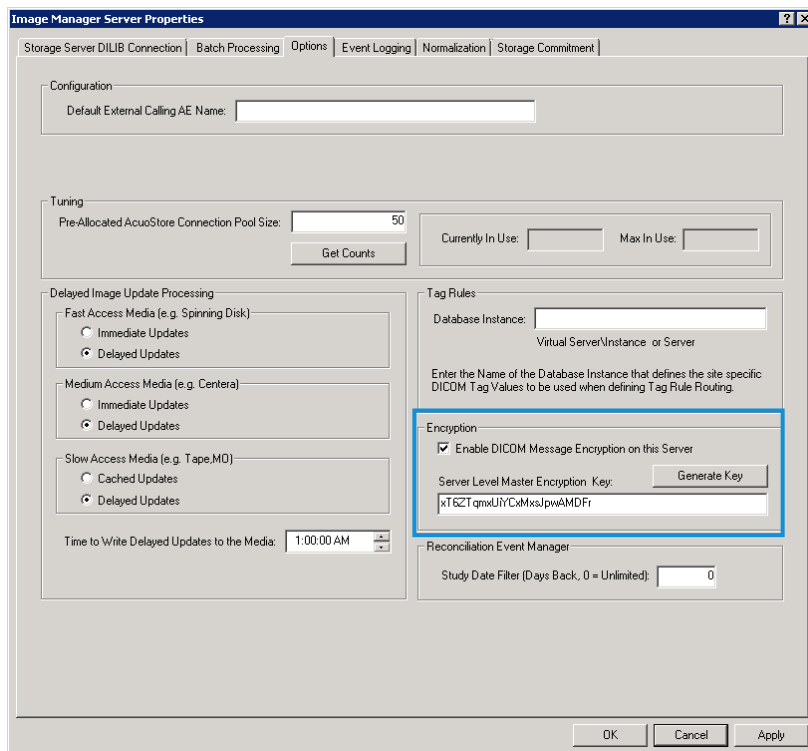 Image Manager Server Properties
Storage Server DILIB Connection
Batch Processing
Options
Event Logging
Normalization
Storage Commitment
Configuration
Default External Calling AE Name:
Tuning
Pre-Allocated AcuoStore Connection Pool Size:
50
Get Counts
Currently In Use:
Max In Use:
Delayed Image Update Processing
Fast Access Media (e.g. Spinning Disk)
Immediate Updates
Delayed Updates
Medium Access Media (e.g. Centera)
Immediate Updates
Delayed Updates
Slow Access Media (e.g. Tape,MO)
Cached Updates
Delayed Updates
Time to Write Delayed Updates to the Media:
1:00:00 AM
Tag Rules
Database Instance:
Virtual Server\Instance or Server
Enter the Name of the Database Instance that defines the site specific
DICOM Tag Values to be used when defining Tag Rule Routing.
Encryption
Enable DICOM Message Encryption on this Server
Server Level Master Encryption Key:
Generate Key
xT6ZTqmxUiYCxMxsJpwAMDFr
Reconciliation Event Manager
Study Date Filter (Days Back, 0 = Unlimited):
0
OK
Cancel
Apply